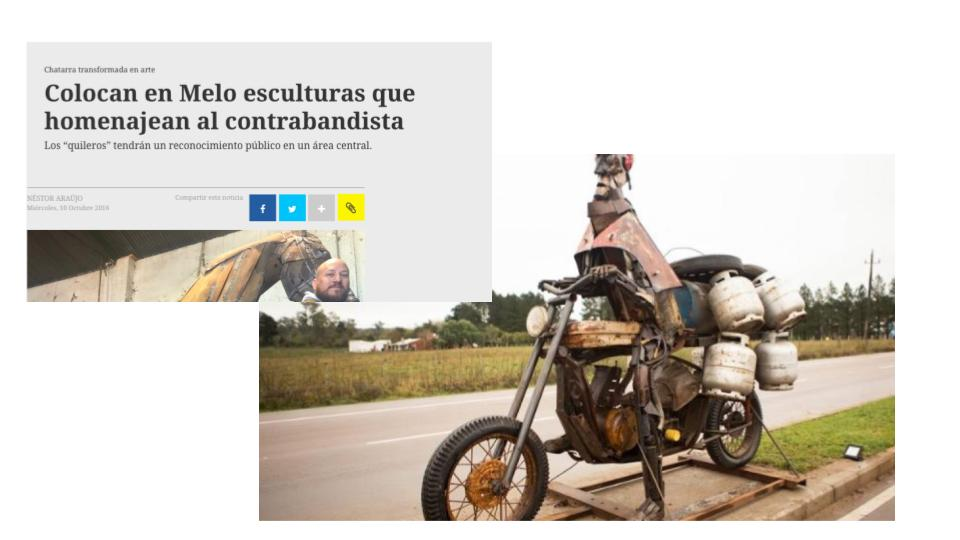 Chatarra transformada en arte
Colocan en Melo esculturas que
homenajean al contrabandista
Los “quileros” tendrán un reconocimiento público en un área central.
NÉSTOR ARAÚJO
Compartir esta noticia
Miércoles, 10 Octubre 2016